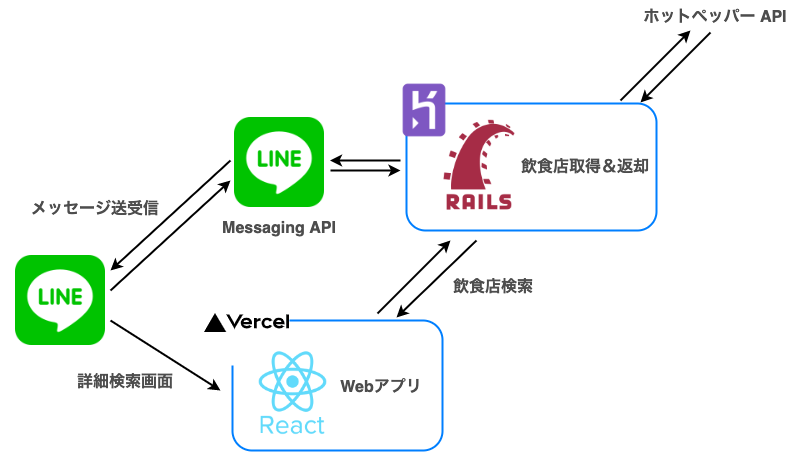 ホットペッパー API
LINE
飲食店取得＆返却
RAILS
メッセージ送受信
Messaging API
LINE
飲食店検索
Vercel
詳細検索画面
Webアプリ
React